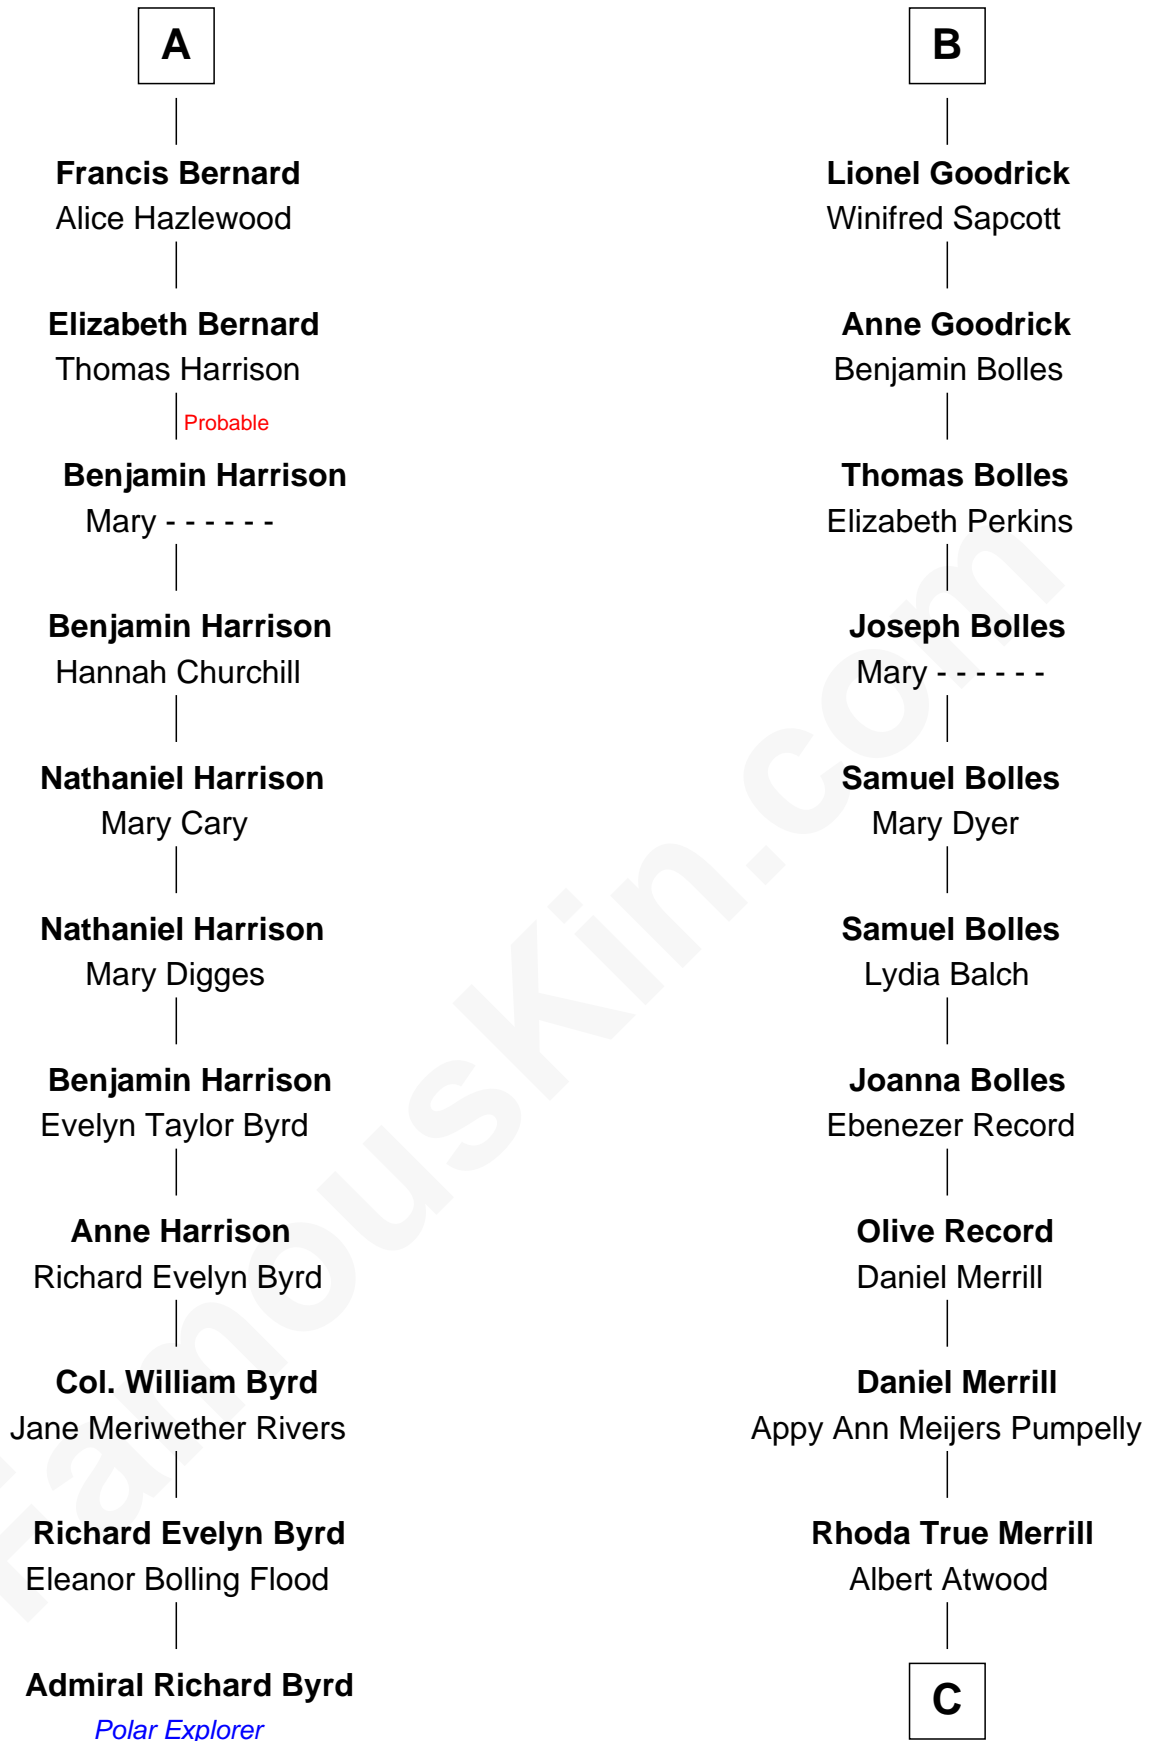 A
Francis Bernard
Alice Hazlewood
Elizabeth Bernard
Thomas Harrison
Probable
Benjamin Harrison
Mary - - - - - -
Benjamin Harrison
Hannah Churchill
Nathaniel Harrison
Mary Cary
Nathaniel Harrison
Mary Digges
Benjamin Harrison
Evelyn Taylor Byrd
Anne Harrison
Richard Evelyn Byrd
Col. William Byrd
Jane Meriwether Rivers
Richard Evelyn Byrd
Eleanor Bolling Flood
Admiral Richard Byrd
Polar Explorer
B
Lionel Goodrick
Winifred Sapcott
Anne Goodrick
Benjamin Bolles
Thomas Bolles
Elizabeth Perkins
Joseph Bolles
Mary - - - - - -
Samuel Bolles
Mary Dyer
Samuel Bolles
Lydia Balch
Joanna Bolles
Ebenezer Record
Olive Record
Daniel Merrill
Daniel Merrill
Appy Ann Meijers Pumpelly
Rhoda True Merrill
Albert Atwood
C
FamousKin.com